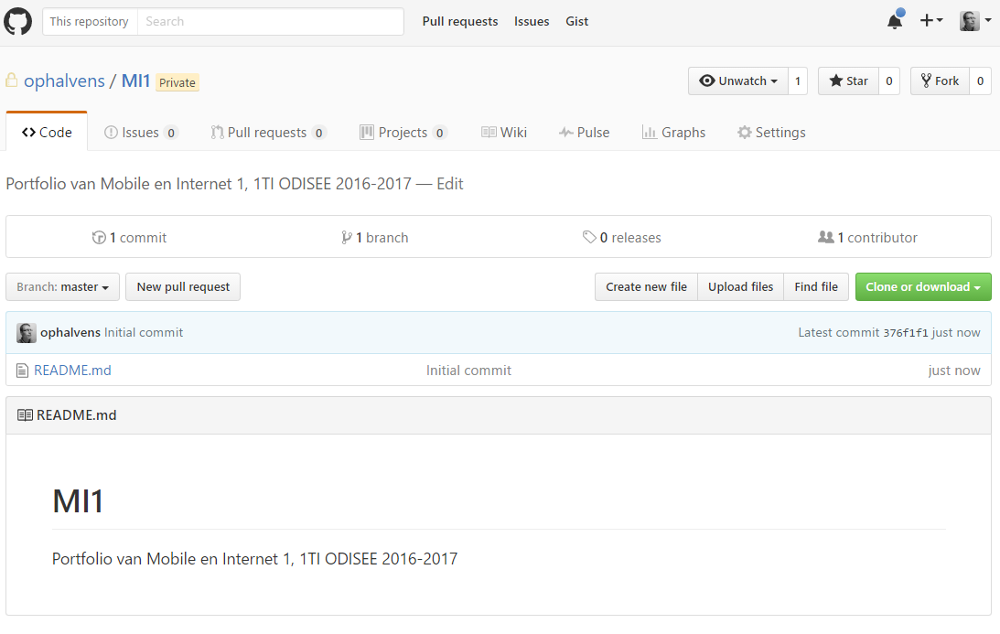 This repository Search Pull requests Issues Gist
ophalvens / MI1 Private Unwatch 1 Star 0 Fork 0
Code Issues 0 Pull requests 0 Projects 0 Wiki Pulse Graphs Settings
Portfolio van Mobile en Internet 1, 1TI ODISEE 2016-2017 — Edit
1 commit 1 branch 0 releases 1 contributor
Branch: master New pull request Create new file Upload files Find file Clone or download
ophalvens Initial commit Latest commit 376f1f1 just now
README.md Initial commit just now
README.md
MI1
Portfolio van Mobile en Internet 1, 1TI ODISEE 2016-2017